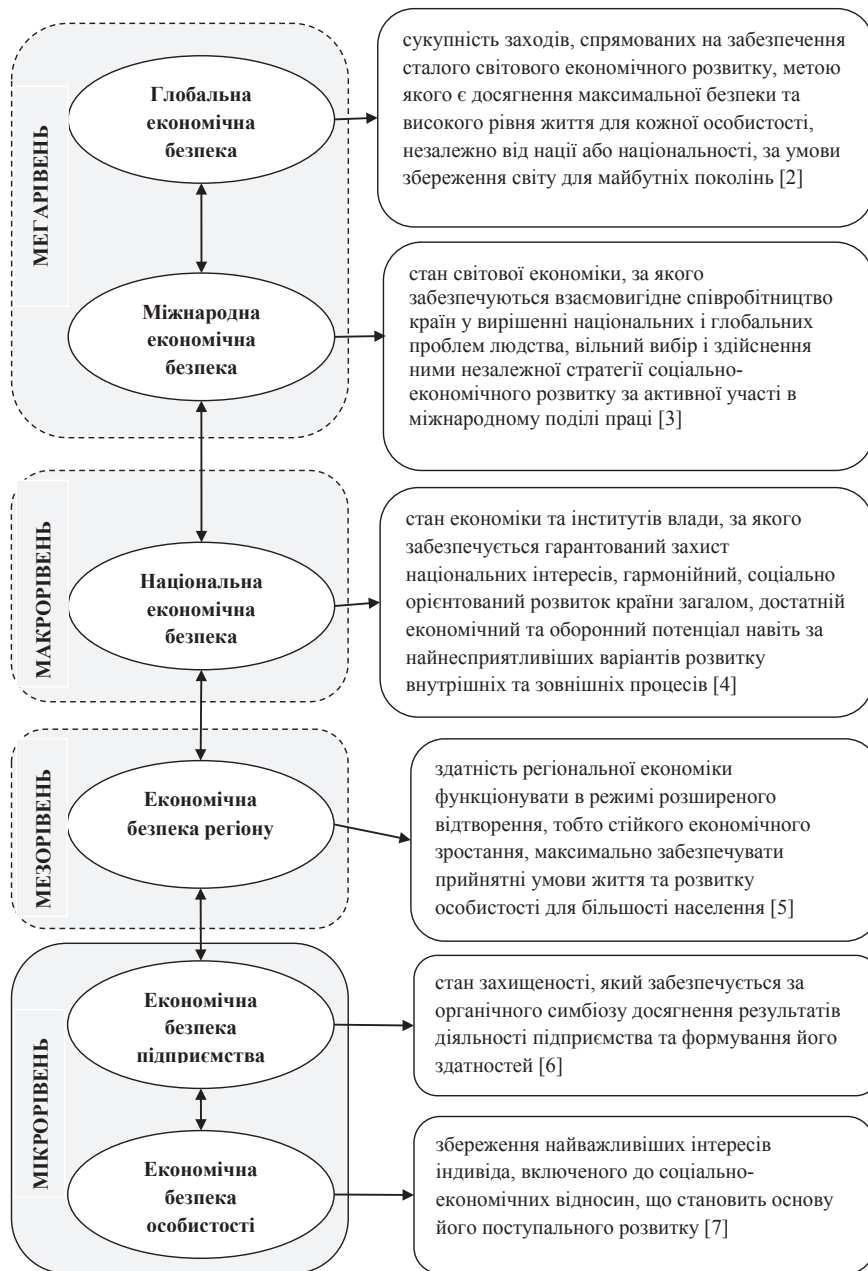 МЕГАРІВЕНЬ
Глобальна
економічна
безпека
сукупність заходів, спрямованих на забезпечення
сталого світового економічного розвитку, метою
якого є досягнення максимальної безпеки та
високого рівня життя для кожної особистості,
незалежно від нації або національності, за умови
збереження світу для майбутніх поколінь [2]
Міжнародна
економічна
безпека
стан світової економіки, за якого
забезпечуються взаємовигідне співробітництво
країн у вирішенні національних і глобальних
проблем людства, вільний вибір і здійснення
ними незалежної стратегії соціально-
економічного розвитку за активної участі в
міжнародному поділі праці [3]
МАКРОРІВЕНЬ
Національна
економічна
безпека
стан економіки та інститутів влади, за якого
забезпечується гарантований захист
національних інтересів, гармонійний, соціально
орієнтований розвиток країни загалом, достатній
економічний та оборонний потенціал навіть за
найнесприятливіших варіантів розвитку
внутрішніх та зовнішніх процесів [4]
МЕЗОРІВЕНЬ
Економічна
безпека регіону
здатність регіональної економіки
функціонувати в режимі розширеного
відтворення, тобто стійкого економічного
зростання, максимально забезпечувати
прийнятні умови життя та розвитку
особистості для більшості населення [5]
МІКРОРІВЕНЬ
Економічна
безпека
підприємства
стан захищеності, який забезпечується за
органічного симбіозу досягнення результатів
діяльності підприємства та формування його
здатностей [6]
Економічна
безпека
особистості
збереження найважливіших інтересів
індивіда, включеного до соціально-
економічних відносин, що становить основу
його поступального розвитку [7]